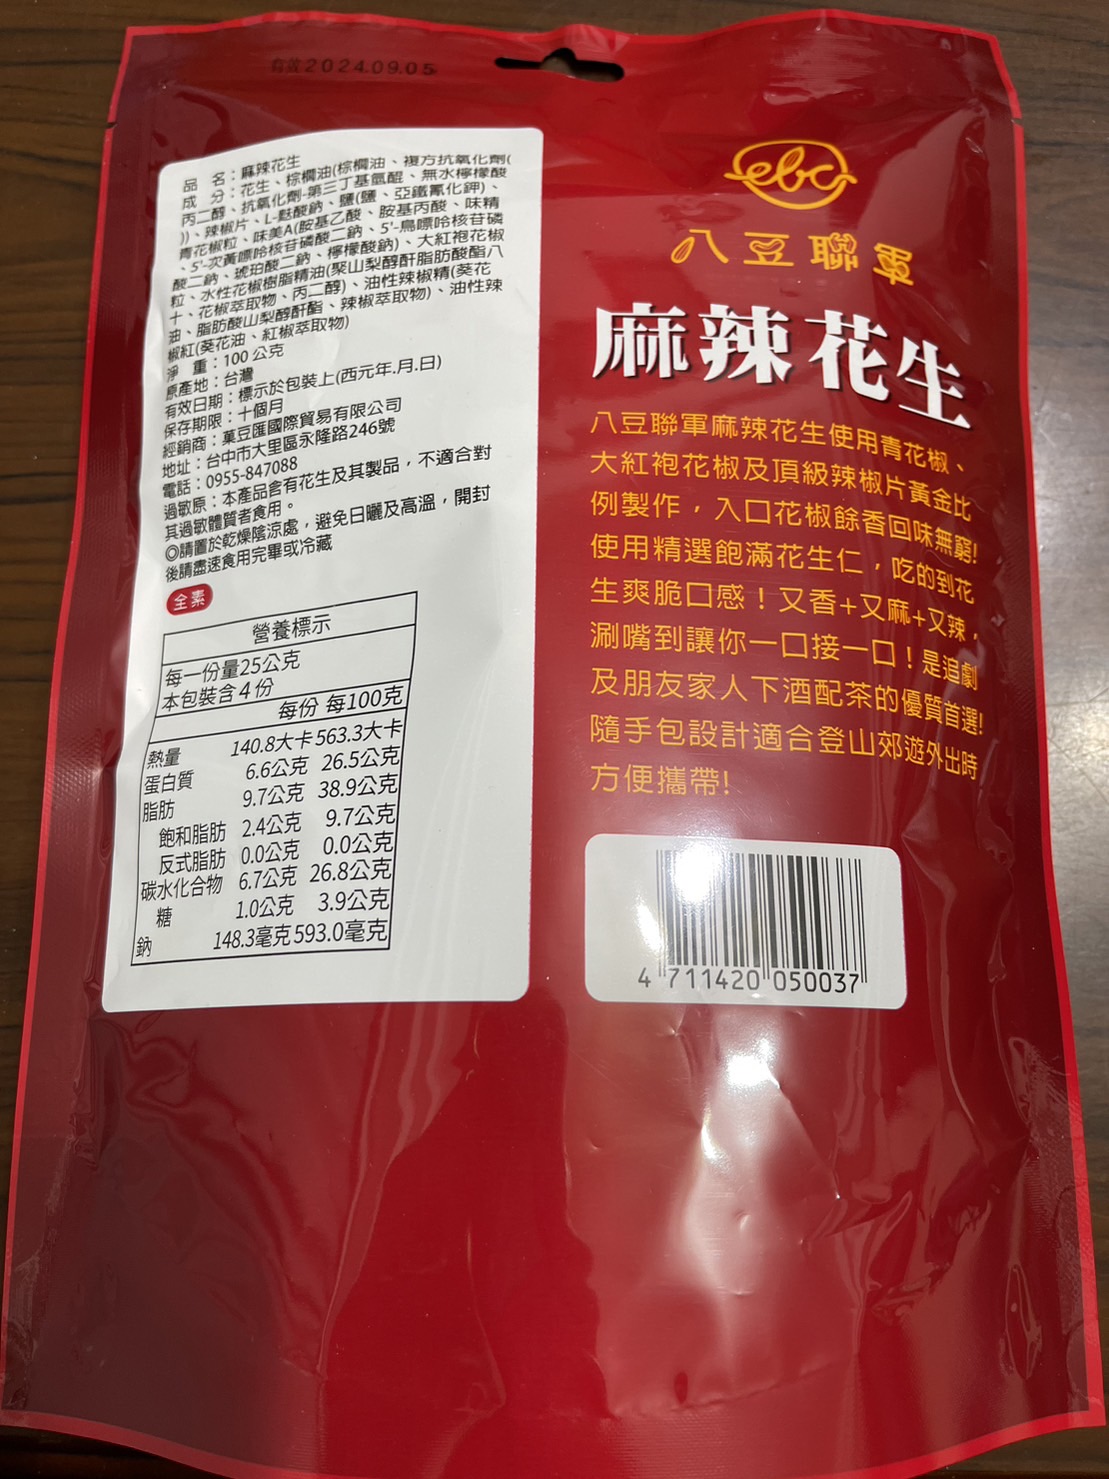 有效 2024.09.05
品　名：麻辣花生
成　分：花生、棕櫚油(棕櫚油、複方抗氧化劑(
丙二醇、抗氧化劑-第三丁基氫醌、無水檸檬酸
))、辣椒片、L-麩酸鈉、鹽(鹽、亞鐵氰化鉀)、
青花椒粒、味美A(胺基乙酸、胺基丙酸、味精
、5'-次黃嘌呤核苷磷酸二鈉、5'-鳥嘌呤核苷磷
酸二鈉、琥珀酸二鈉、檸檬酸鈉)、大紅袍花椒
粒、水性花椒樹脂精油(聚山梨醇酐脂肪酸酯八
十、花椒萃取物、丙二醇)、油性辣椒精(葵花
油、脂肪酸山梨醇酐酯、辣椒萃取物)、油性辣
椒紅(葵花油、紅椒萃取物)
淨　重：100 公克
原產地：台灣
有效日期：標示於包裝上(西元年.月.日)
保存期限：十個月
經銷商：菓豆匯國際貿易有限公司
地址：台中市大里區永隆路246號
電話：0955-847088
過敏原：本產品含有花生及其製品，不適合對
其過敏體質者食用。
◎請置於乾燥陰涼處，避免日曬及高溫，開封
後請盡速食用完畢或冷藏
全素
營養標示
每一份量25公克
本包裝含4份
每份 每100克
熱量 140.8大卡 563.3大卡
蛋白質 6.6公克 26.5公克
脂肪 9.7公克 38.9公克
飽和脂肪 2.4公克 9.7公克
反式脂肪 0.0公克 0.0公克
碳水化合物 6.7公克 26.8公克
糖 1.0公克 3.9公克
鈉 148.3毫克 593.0毫克
ebc
八豆聯軍
麻辣花生
八豆聯軍麻辣花生使用青花椒、
大紅袍花椒及頂級辣椒片黃金比
例製作，入口花椒餘香回味無窮!
使用精選飽滿花生仁，吃的到花
生爽脆口感！又香+又麻+又辣，
涮嘴到讓你一口接一口！是追劇
及朋友家人下酒配茶的優質首選!
隨手包設計適合登山郊遊外出時
方便攜帶!
4 711420 050037